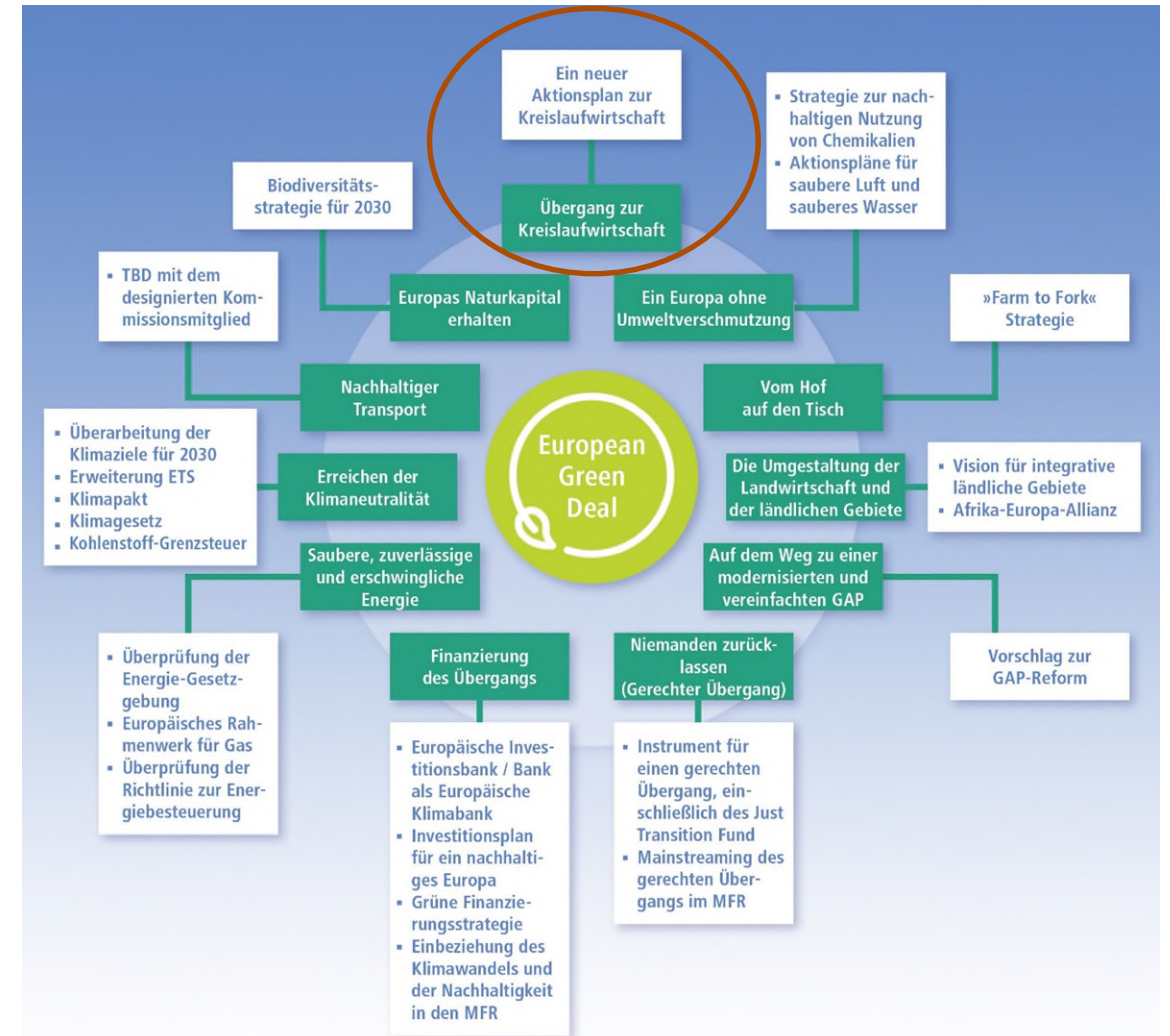 Ein neuer
Aktionsplan zur
Kreislaufwirtschaft
▪ Strategie zur nach-
haltigen Nutzung
von Chemikalien
▪ Aktionspläne für
saubere Luft und
sauberes Wasser
Biodiversitäts-
strategie für 2030
Übergang zur
Kreislaufwirtschaft
▪ TBD mit dem
designierten Kom-
missionsmitglied
Europas Naturkapital
erhalten
Ein Europa ohne
Umweltverschmutzung
»Farm to Fork«
Strategie
Nachhaltiger
Transport
Vom Hof
auf den Tisch
▪ Überarbeitung der
Klimaziele für 2030
▪ Erweiterung ETS
▪ Klimapakt
▪ Klimagesetz
▪ Kohlenstoff-Grenzsteuer
Erreichen der
Klimaneutralität
European
Green
Deal
Die Umgestaltung der
Landwirtschaft und
der ländlichen Gebiete
▪ Vision für integrative
ländliche Gebiete
▪ Afrika-Europa-Allianz
Saubere, zuverlässige
und erschwingliche
Energie
Auf dem Weg zu einer
modernisierten und
vereinfachten GAP
▪ Überprüfung der
Energie-Gesetz-
gebung
▪ Europäisches Rah-
menwerk für Gas
▪ Überprüfung der
Richtlinie zur Ener-
giebesteuerung
Finanzierung
des Übergangs
Niemanden zurück-
lassen
(Gerechter Übergang)
Vorschlag zur
GAP-Reform
▪ Europäische Inves-
titionsbank / Bank
als Europäische
Klimabank
▪ Investitionsplan
für ein nachhalti-
ges Europa
▪ Grüne Finanzie-
rungsstrategie
▪ Einbeziehung des
Klimawandels und
der Nachhaltigkeit
in den MFR
▪ Instrument für
einen gerechten
Übergang, ein-
schließlich des Just
Transition Fund
▪ Mainstreaming des
gerechten Über-
gangs im MFR